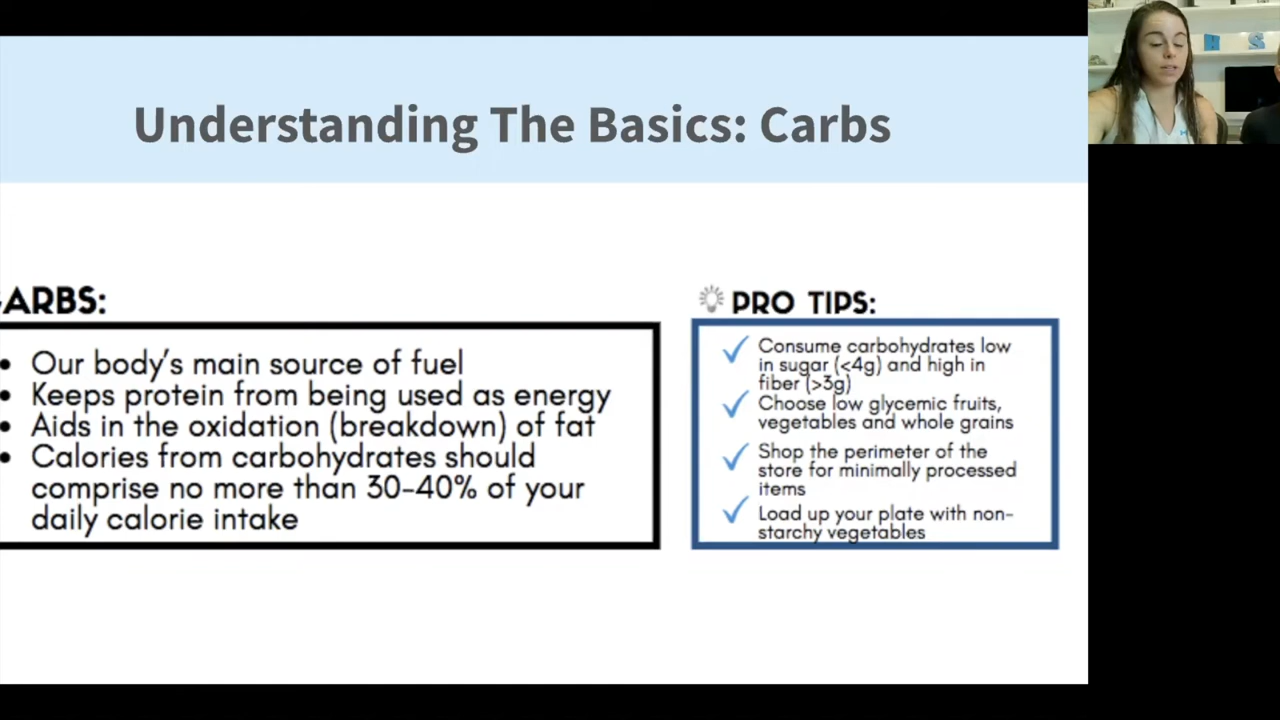 Understanding The Basics: Carbs
CARBS:
• Our body's main source of fuel
• Keeps protein from being used as energy
• Aids in the oxidation (breakdown) of fat
• Calories from carbohydrates should
comprise no more than 30-40% of your
daily calorie intake
PRO TIPS:
Consume carbohydrates low
in sugar (<4g) and high in
fiber (>3g)
Choose low glycemic fruits,
vegetables and whole grains
Shop the perimeter of the
store for minimally processed
items
Load up your plate with non-
starchy vegetables